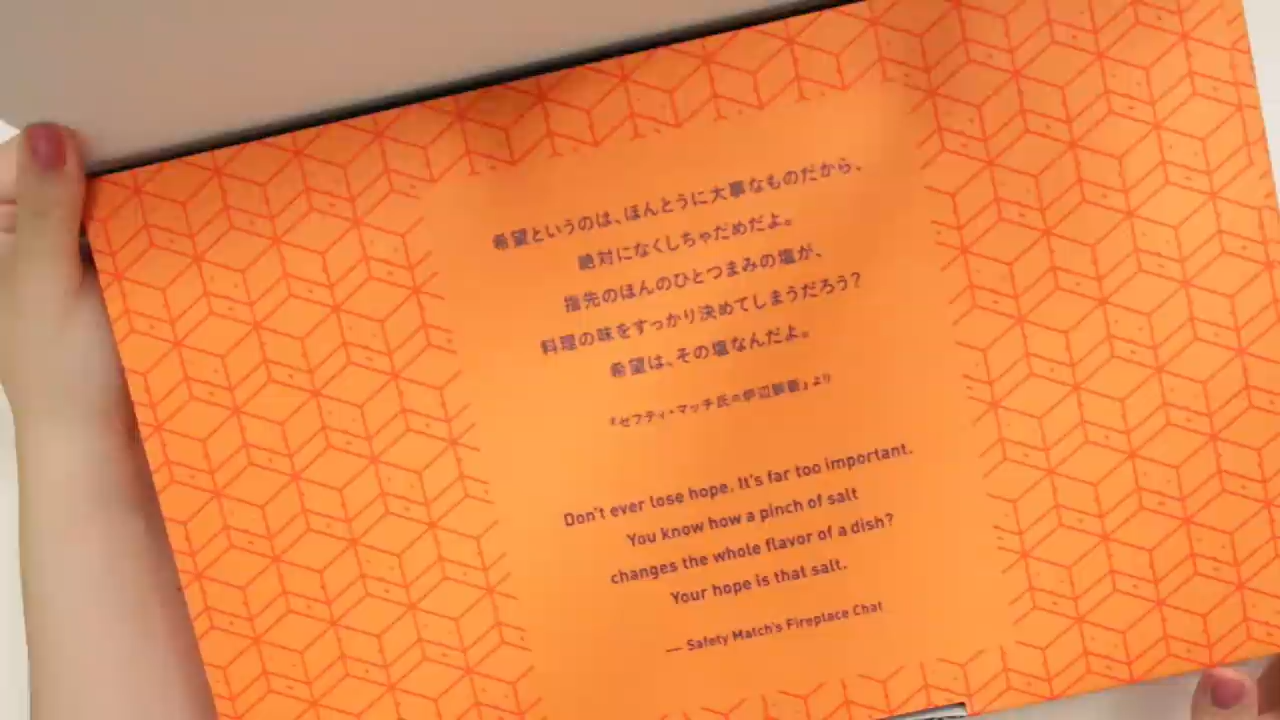 希望というのは、ほんとうに大事なものだから、
絶対になくしちゃだめだよ。
指先のほんのひとつまみの塩が、
料理の味をすっかり決めてしまうだろう?
希望は、その塩なんだよ。
『セフティ・マッチ氏の炉辺談話』より
Don't ever lose hope. It's far too important.
You know how a pinch of salt
changes the whole flavor of a dish?
Your hope is that salt.
— Safety Match's Fireplace Chat